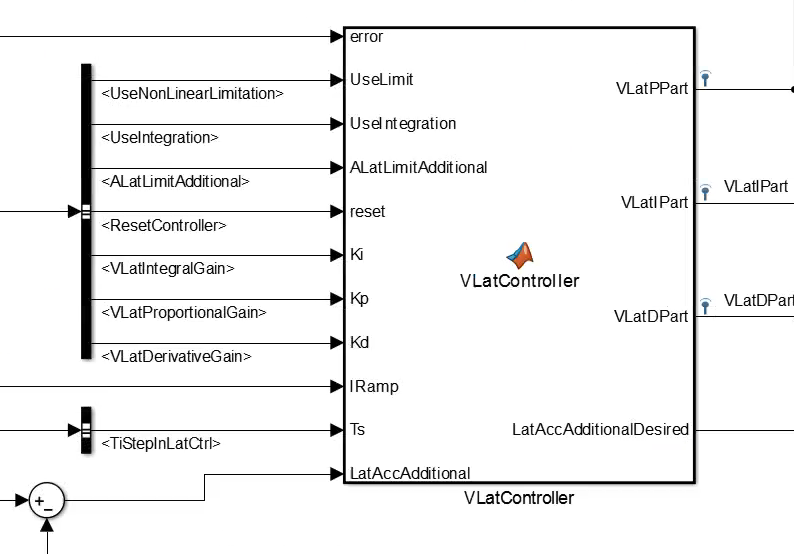 error
UseLimit
<UseNonLinearLimitation>
VLatPPart
UseIntegration
<UseIntegration>
ALatLimitAdditional
<ALatLimitAdditional>
VLatIPart
VLatIPart
reset
<ResetController>
Ki
<VLatIntegralGain>
VLatController
Kp
<VLatProportionalGain>
VLatDPart
VLatDPart
Kd
<VLatDerivativeGain>
IRamp
Ts
<TiStepInLatCtrl>
LatAccAdditionalDesired
LatAccAdditional
+
−
VLatController